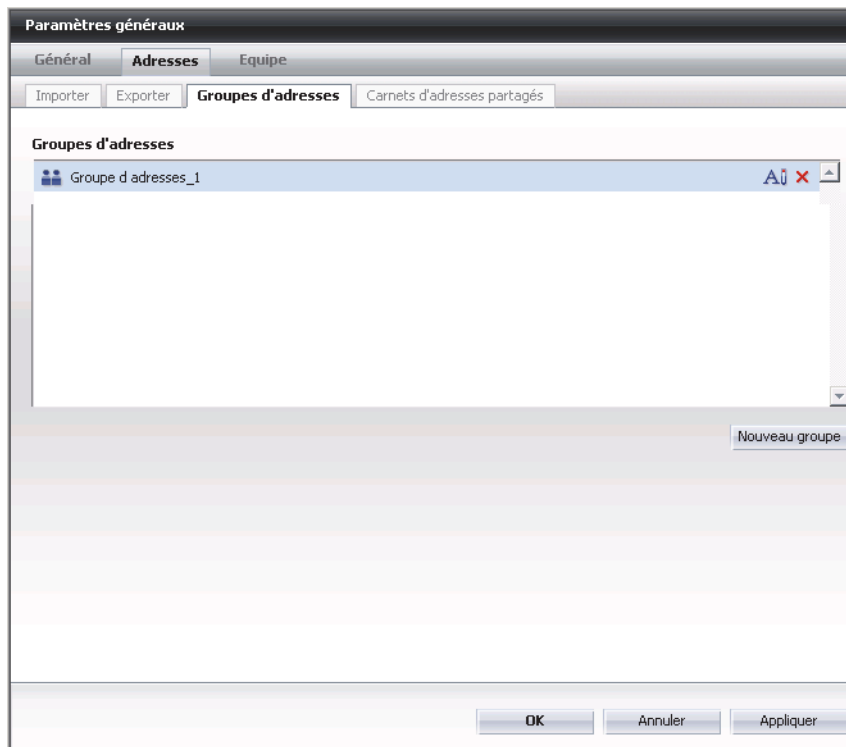 Paramètres généraux
Général Adresses Equipe
Importer Exporter Groupes d'adresses Carnets d'adresses partagés
Groupes d'adresses
Groupe d adresses_1
Nouveau groupe
OK Annuler Appliquer